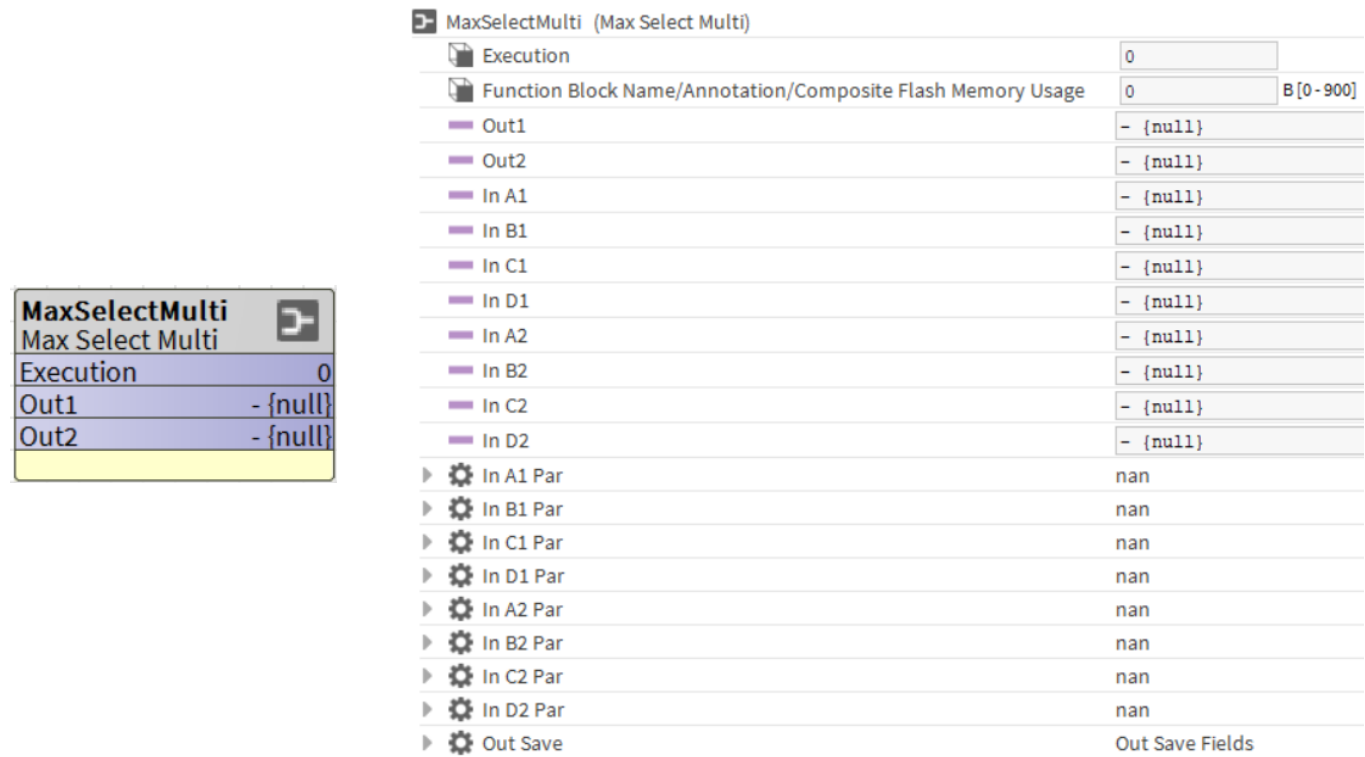 MaxSelectMulti
Max Select Multi
Execution 0
Out1 - {null}
Out2 - {null}
MaxSelectMulti (Max Select Multi)
Execution 0
Function Block Name/Annotation/Composite Flash Memory Usage 0 B [0 - 900]
Out1 - {null}
Out2 - {null}
In A1 - {null}
In B1 - {null}
In C1 - {null}
In D1 - {null}
In A2 - {null}
In B2 - {null}
In C2 - {null}
In D2 - {null}
In A1 Par nan
In B1 Par nan
In C1 Par nan
In D1 Par nan
In A2 Par nan
In B2 Par nan
In C2 Par nan
In D2 Par nan
Out Save Out Save Fields